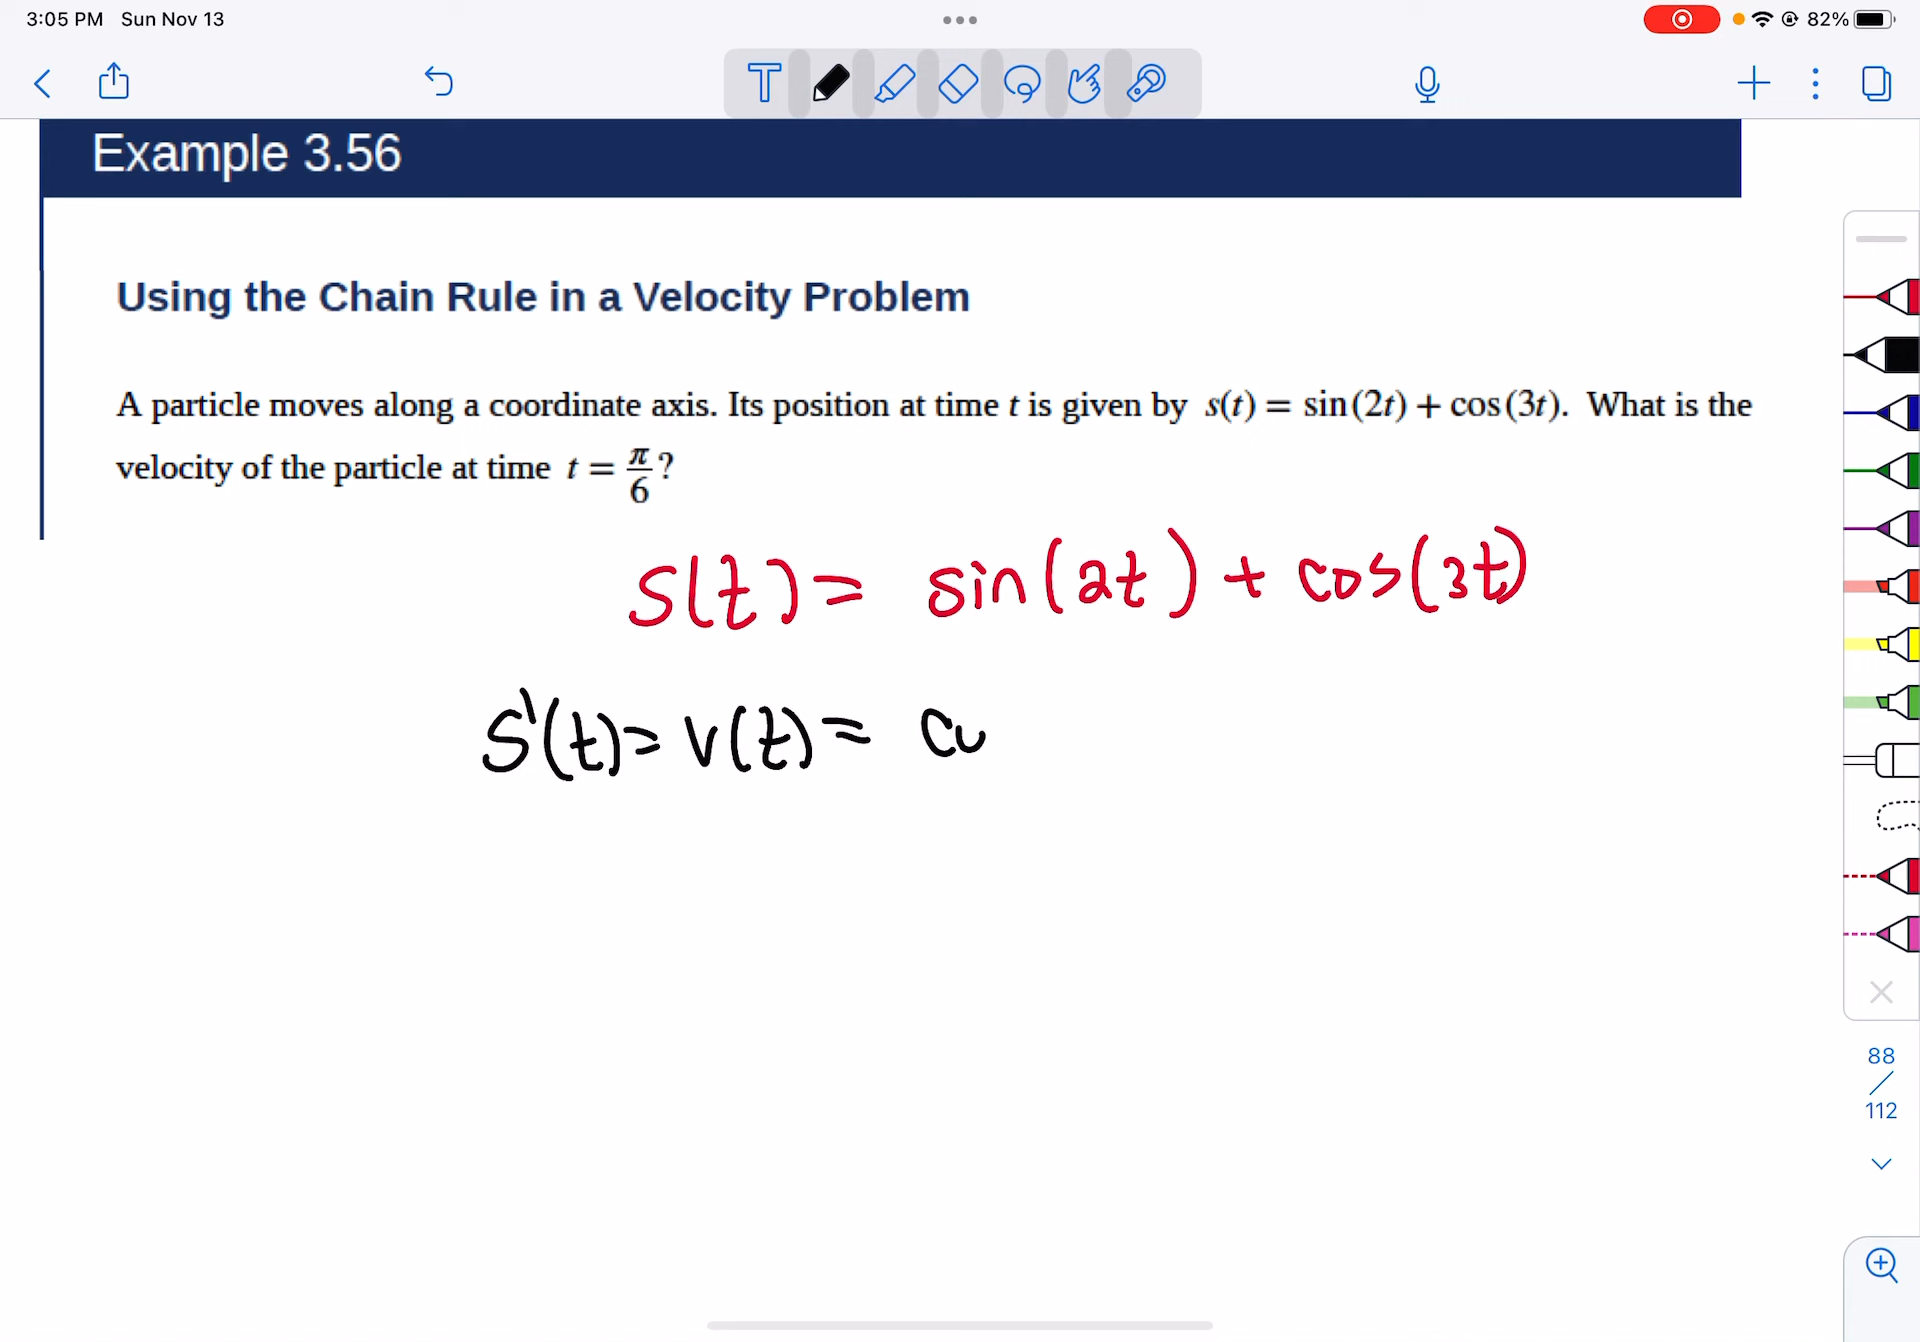 3:05 PM Sun Nov 13
82%
Example 3.56
Using the Chain Rule in a Velocity Problem
A particle moves along a coordinate axis. Its position at time t is given by s(t) = sin(2t) + cos(3t). What is the
velocity of the particle at time t = π/6?
s(t) = sin(2t) + cos(3t)
s'(t) = v(t) = co
88
/
112